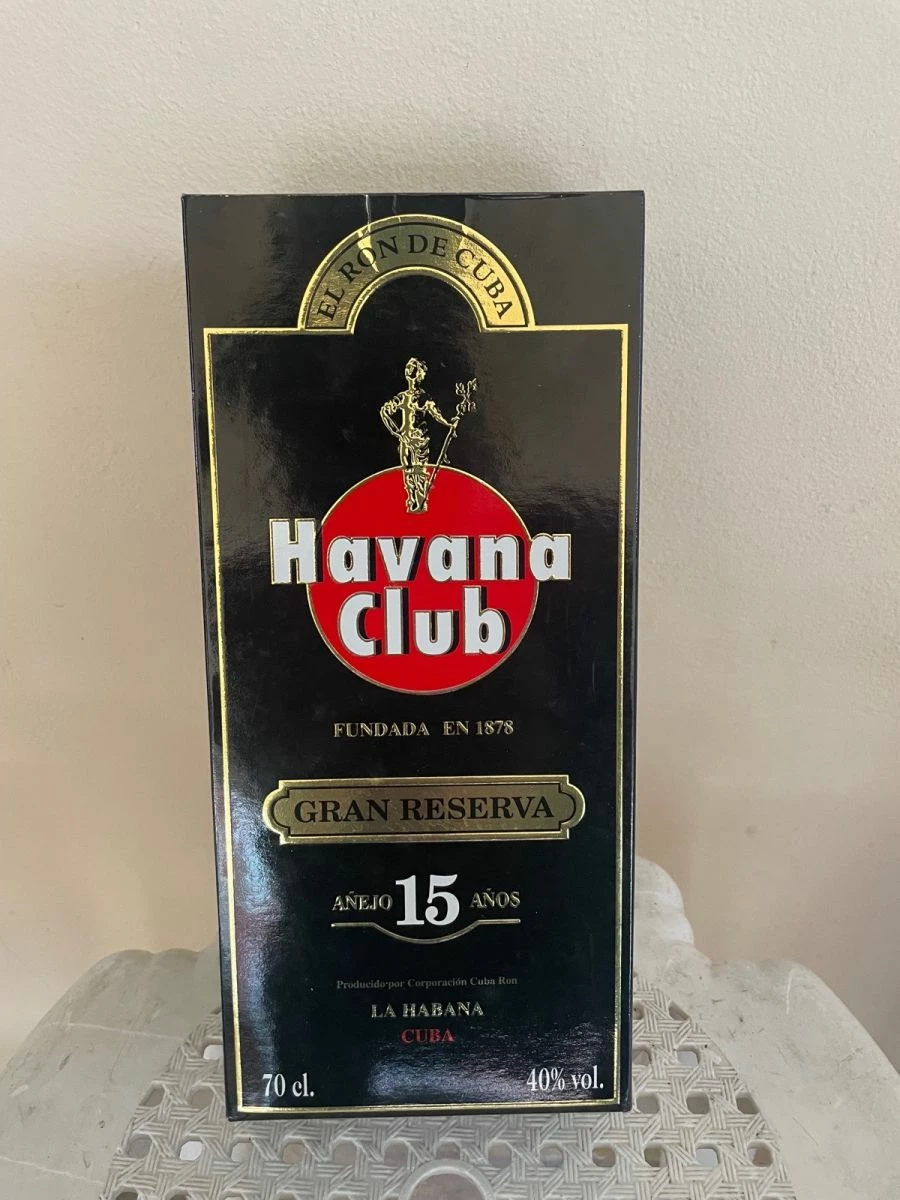 EL RON DE CUBA
Havana
Club
FUNDADA EN 1878
GRAN RESERVA
AÑEJO 15 AÑOS
Producido por Corporación Cuba Ron
LA HABANA
CUBA
70 cl. 40% vol.